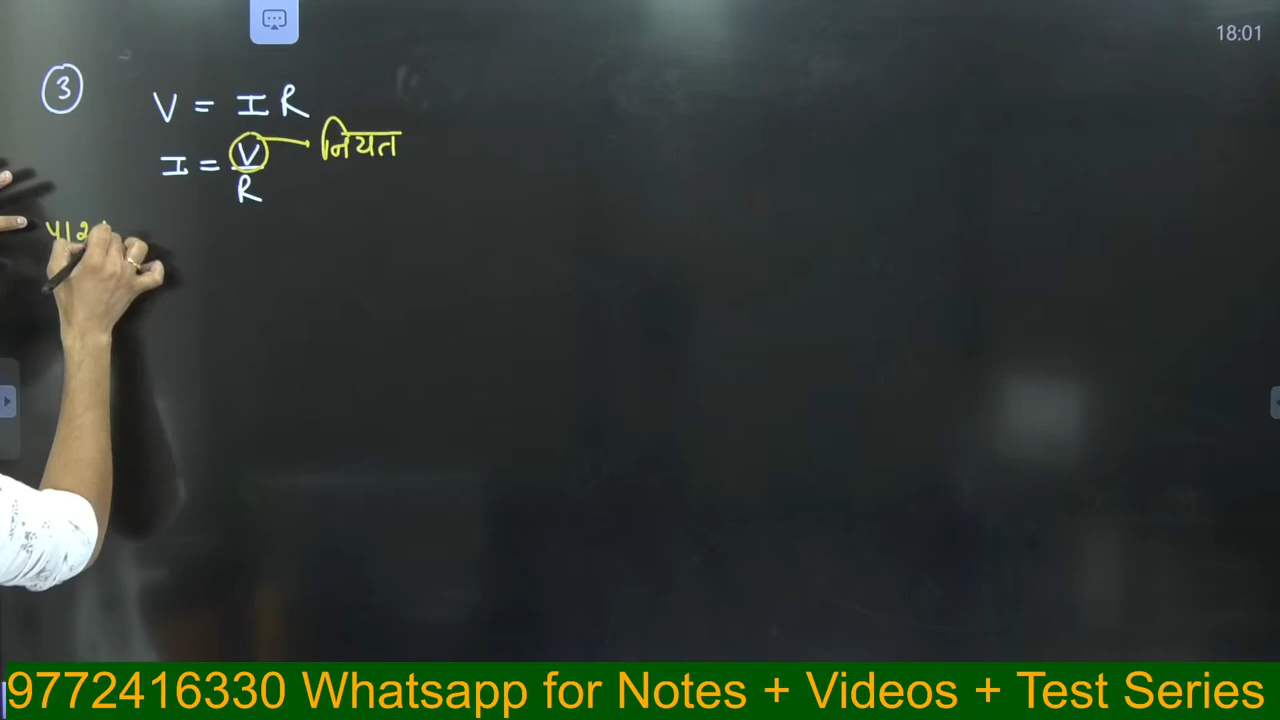 18:01
3
V = I R
I = V/R नियत
9772416330 Whatsapp for Notes + Videos + Test Series